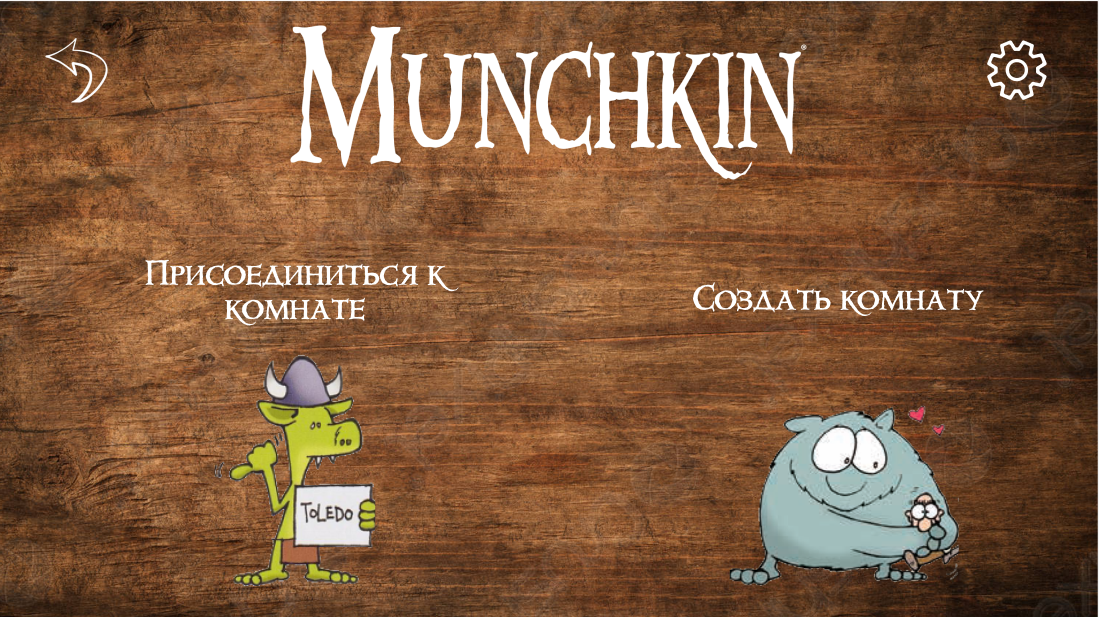 MUNCHKIN®
Присоединиться к
комнате
Создать комнату
TOLEDO